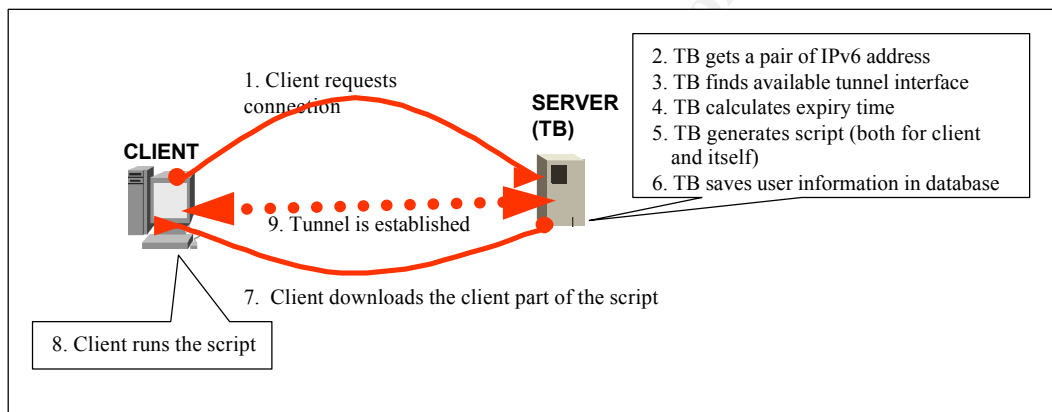 1. Client requests
connection
2. TB gets a pair of IPv6 address
3. TB finds available tunnel interface
4. TB calculates expiry time
5. TB generates script (both for client
and itself)
6. TB saves user information in database
SERVER
(TB)
CLIENT
9. Tunnel is established
7. Client downloads the client part of the script
8. Client runs the script